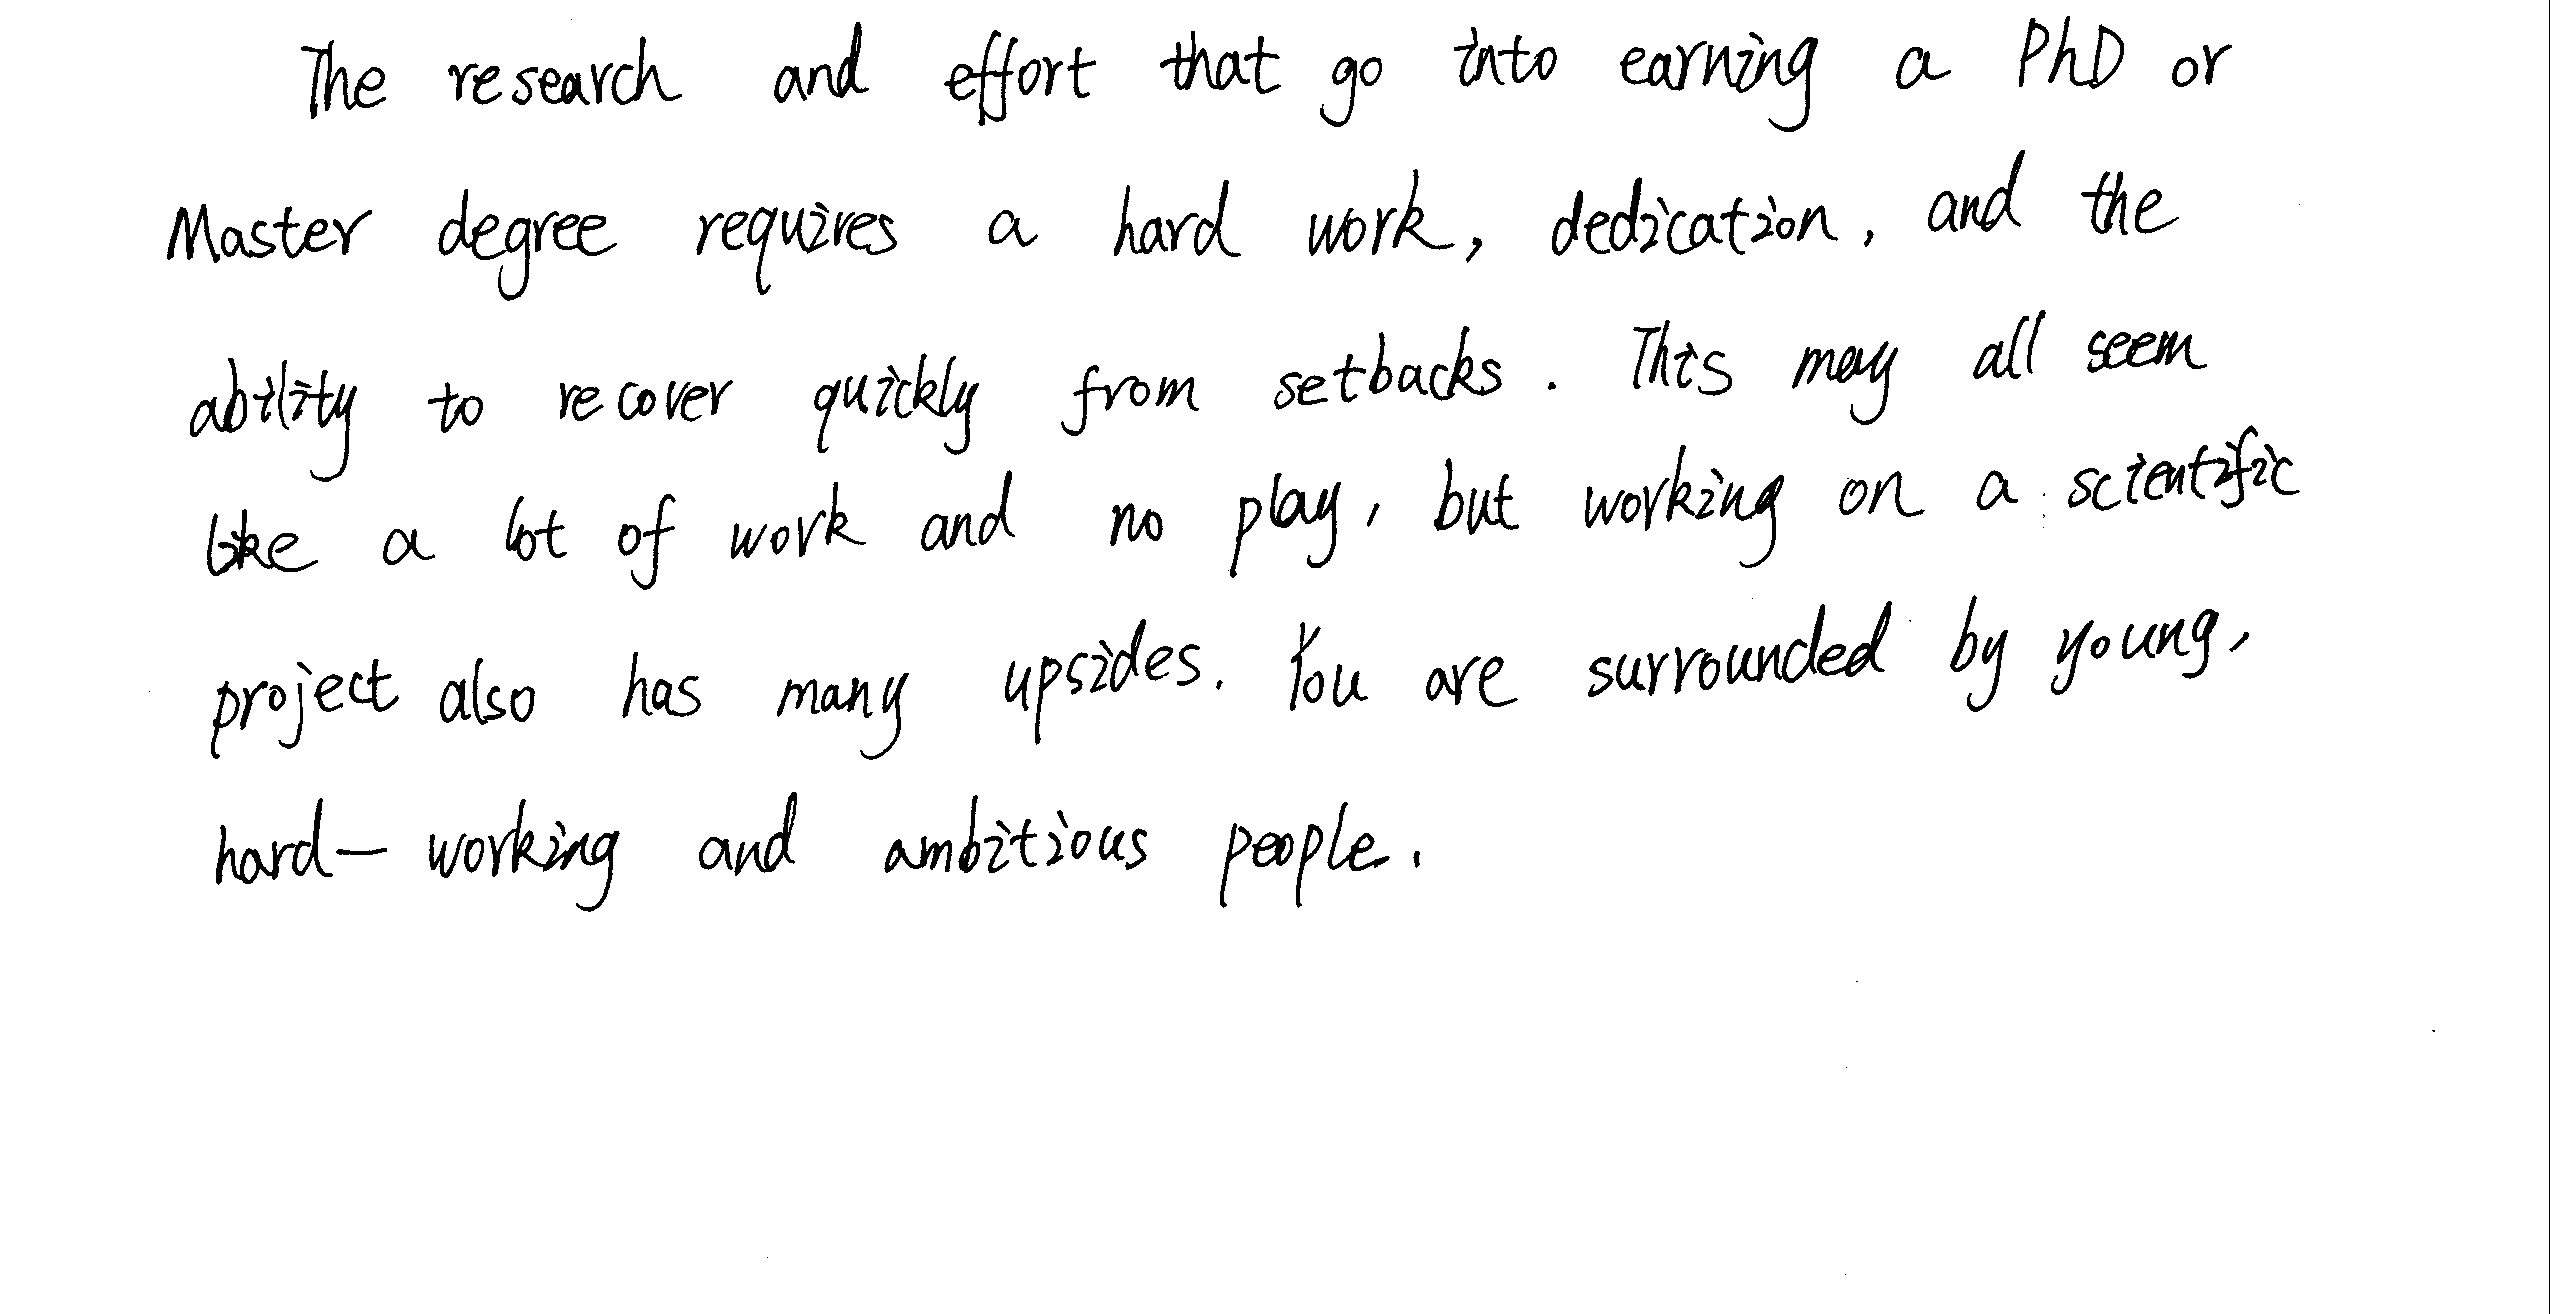 The research and effort that go into earning a PhD or
Master degree requires a hard work, dedication, and the
ability to recover quickly from setbacks. This may all seem
like a lot of work and no play, but working on a scientific
project also has many upsides. You are surrounded by young,
hard-working and ambitious people.